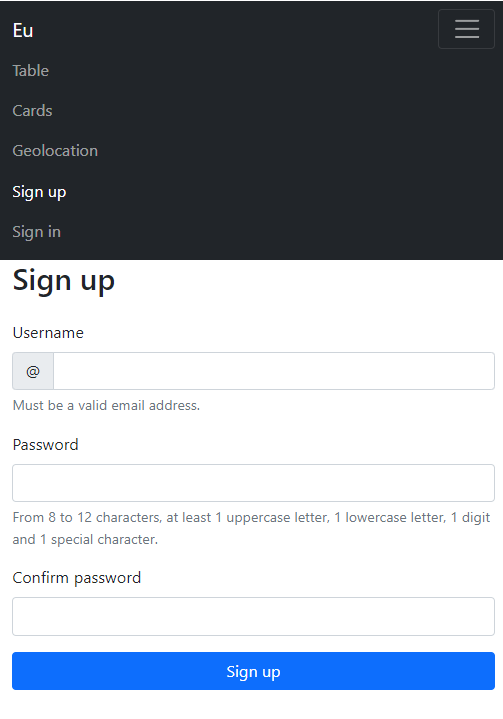 Eu
Table
Cards
Geolocation
Sign up
Sign in
Sign up
Username
@
Must be a valid email address.
Password
From 8 to 12 characters, at least 1 uppercase letter, 1 lowercase letter, 1 digit
and 1 special character.
Confirm password
Sign up